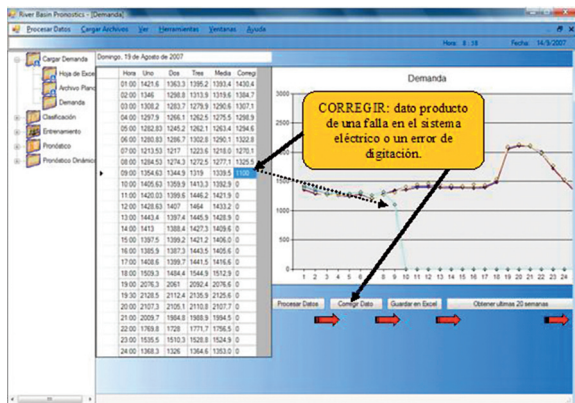 River Basin Pronostics - [Demanda]
Procesar Datos Cargar Archivos Ver Herramientas Ventanas Ayuda
Hora: 8 : 18 Fecha: 14/9/2007
Cargar Demanda
Hoja de Exce
Archivo Plano
Demanda
Clasificación
Entrenamiento
Pronóstico
Pronóstico Dinámico
Domingo, 19 de Agosto de 2007
Hora Uno Dos Tres Media Corregi
01:00 1421,6 1363,3 1395,2 1393,4 1430,4
02:00 1346 1298,8 1313,9 1319,6 1384,7
03:00 1308,2 1283,7 1279,9 1290,6 1307,1
04:00 1297,9 1266,1 1262,5 1275,5 1298,9
05:00 1282,83 1245,2 1262,1 1263,4 1294,6
06:00 1280,83 1286,7 1302,8 1290,1 1322,8
07:00 1213,53 1217 1223,6 1218,0 1270,1
08:00 1284,53 1274,3 1272,5 1277,1 1325,5
09:00 1354,63 1344,9 1319 1339,5 1100
10:00 1405,63 1359,9 1413,3 1392,9 0
11:00 1420,03 1399,6 1446,2 1421,9 0
12:00 1428,63 1407 1464 1433,2 0
13:00 1443,4 1397,4 1445,9 1428,9 0
14:00 1413 1388,4 1427,3 1409,6 0
15:00 1397,5 1399,2 1421,2 1406,0 0
16:00 1385,9 1387,3 1443,5 1405,6 0
17:00 1408,6 1399,7 1441,5 1416,6 0
18:00 1509,3 1484,4 1544,9 1512,9 0
19:00 2076,3 2061 2092,4 2076,6 0
19:30 2128,5 2112,4 2135,9 2125,6 0
20:00 2107,3 2105,1 2110,8 2107,7 0
21:00 2009,7 1984,8 1988,9 1994,5 0
22:00 1769,8 1728 1771,7 1756,5 0
23:00 1535,5 1510,3 1528,8 1524,9 0
24:00 1368,3 1326 1364,6 1353,0 0
Demanda
CORREGIR: dato producto
de una falla en el sistema
eléctrico o un error de
digitación.
3000
2500
2000
1500
1000
500
0
1 2 3 4 5 6 7 8 9 10 11 12 13 14 15 16 17 18 19 20 21 22 23 24
Procesar Datos Corregir Dato Guardar en Excel Obtener ultimas 20 semanas